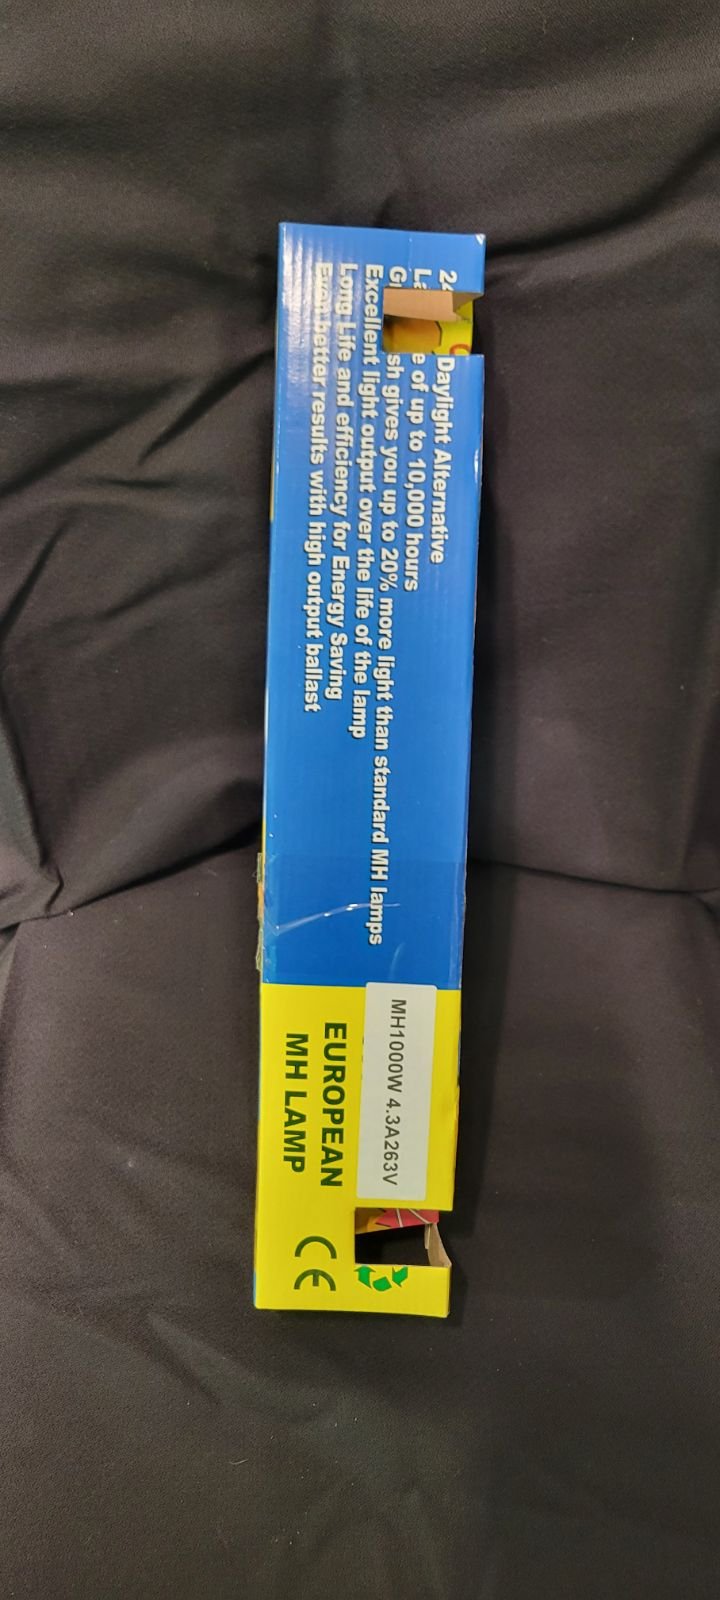 Daylight Alternative
e of up to 10,000 hours
sh gives you up to 20% more light than standard MH lamps
Excellent light output over the life of the lamp
Long Life and efficiency for Energy Saving
Even better results with high output ballast
MH1000W 4.3A263V
EUROPEAN
MH LAMP
CE